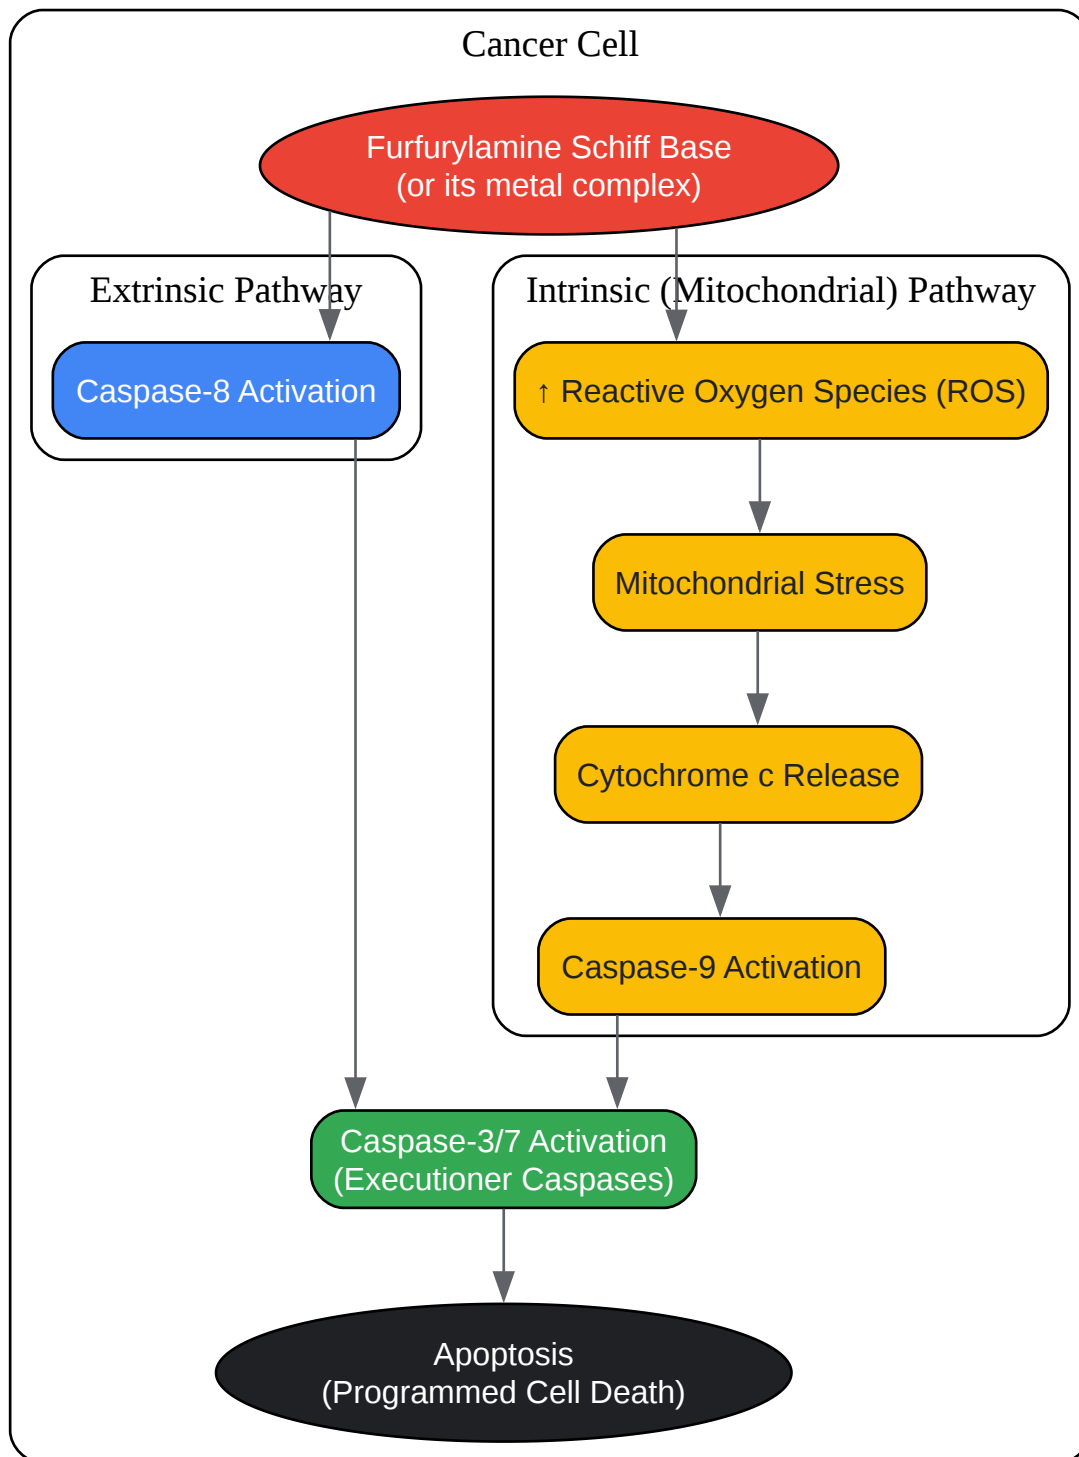 Cancer Cell
Furfurylamine Schiff Base
(or its metal complex)
Extrinsic Pathway
Intrinsic (Mitochondrial) Pathway
Caspase-8 Activation
↑ Reactive Oxygen Species (ROS)
Mitochondrial Stress
Cytochrome c Release
Caspase-9 Activation
Caspase-3/7 Activation
(Executioner Caspases)
Apoptosis
(Programmed Cell Death)